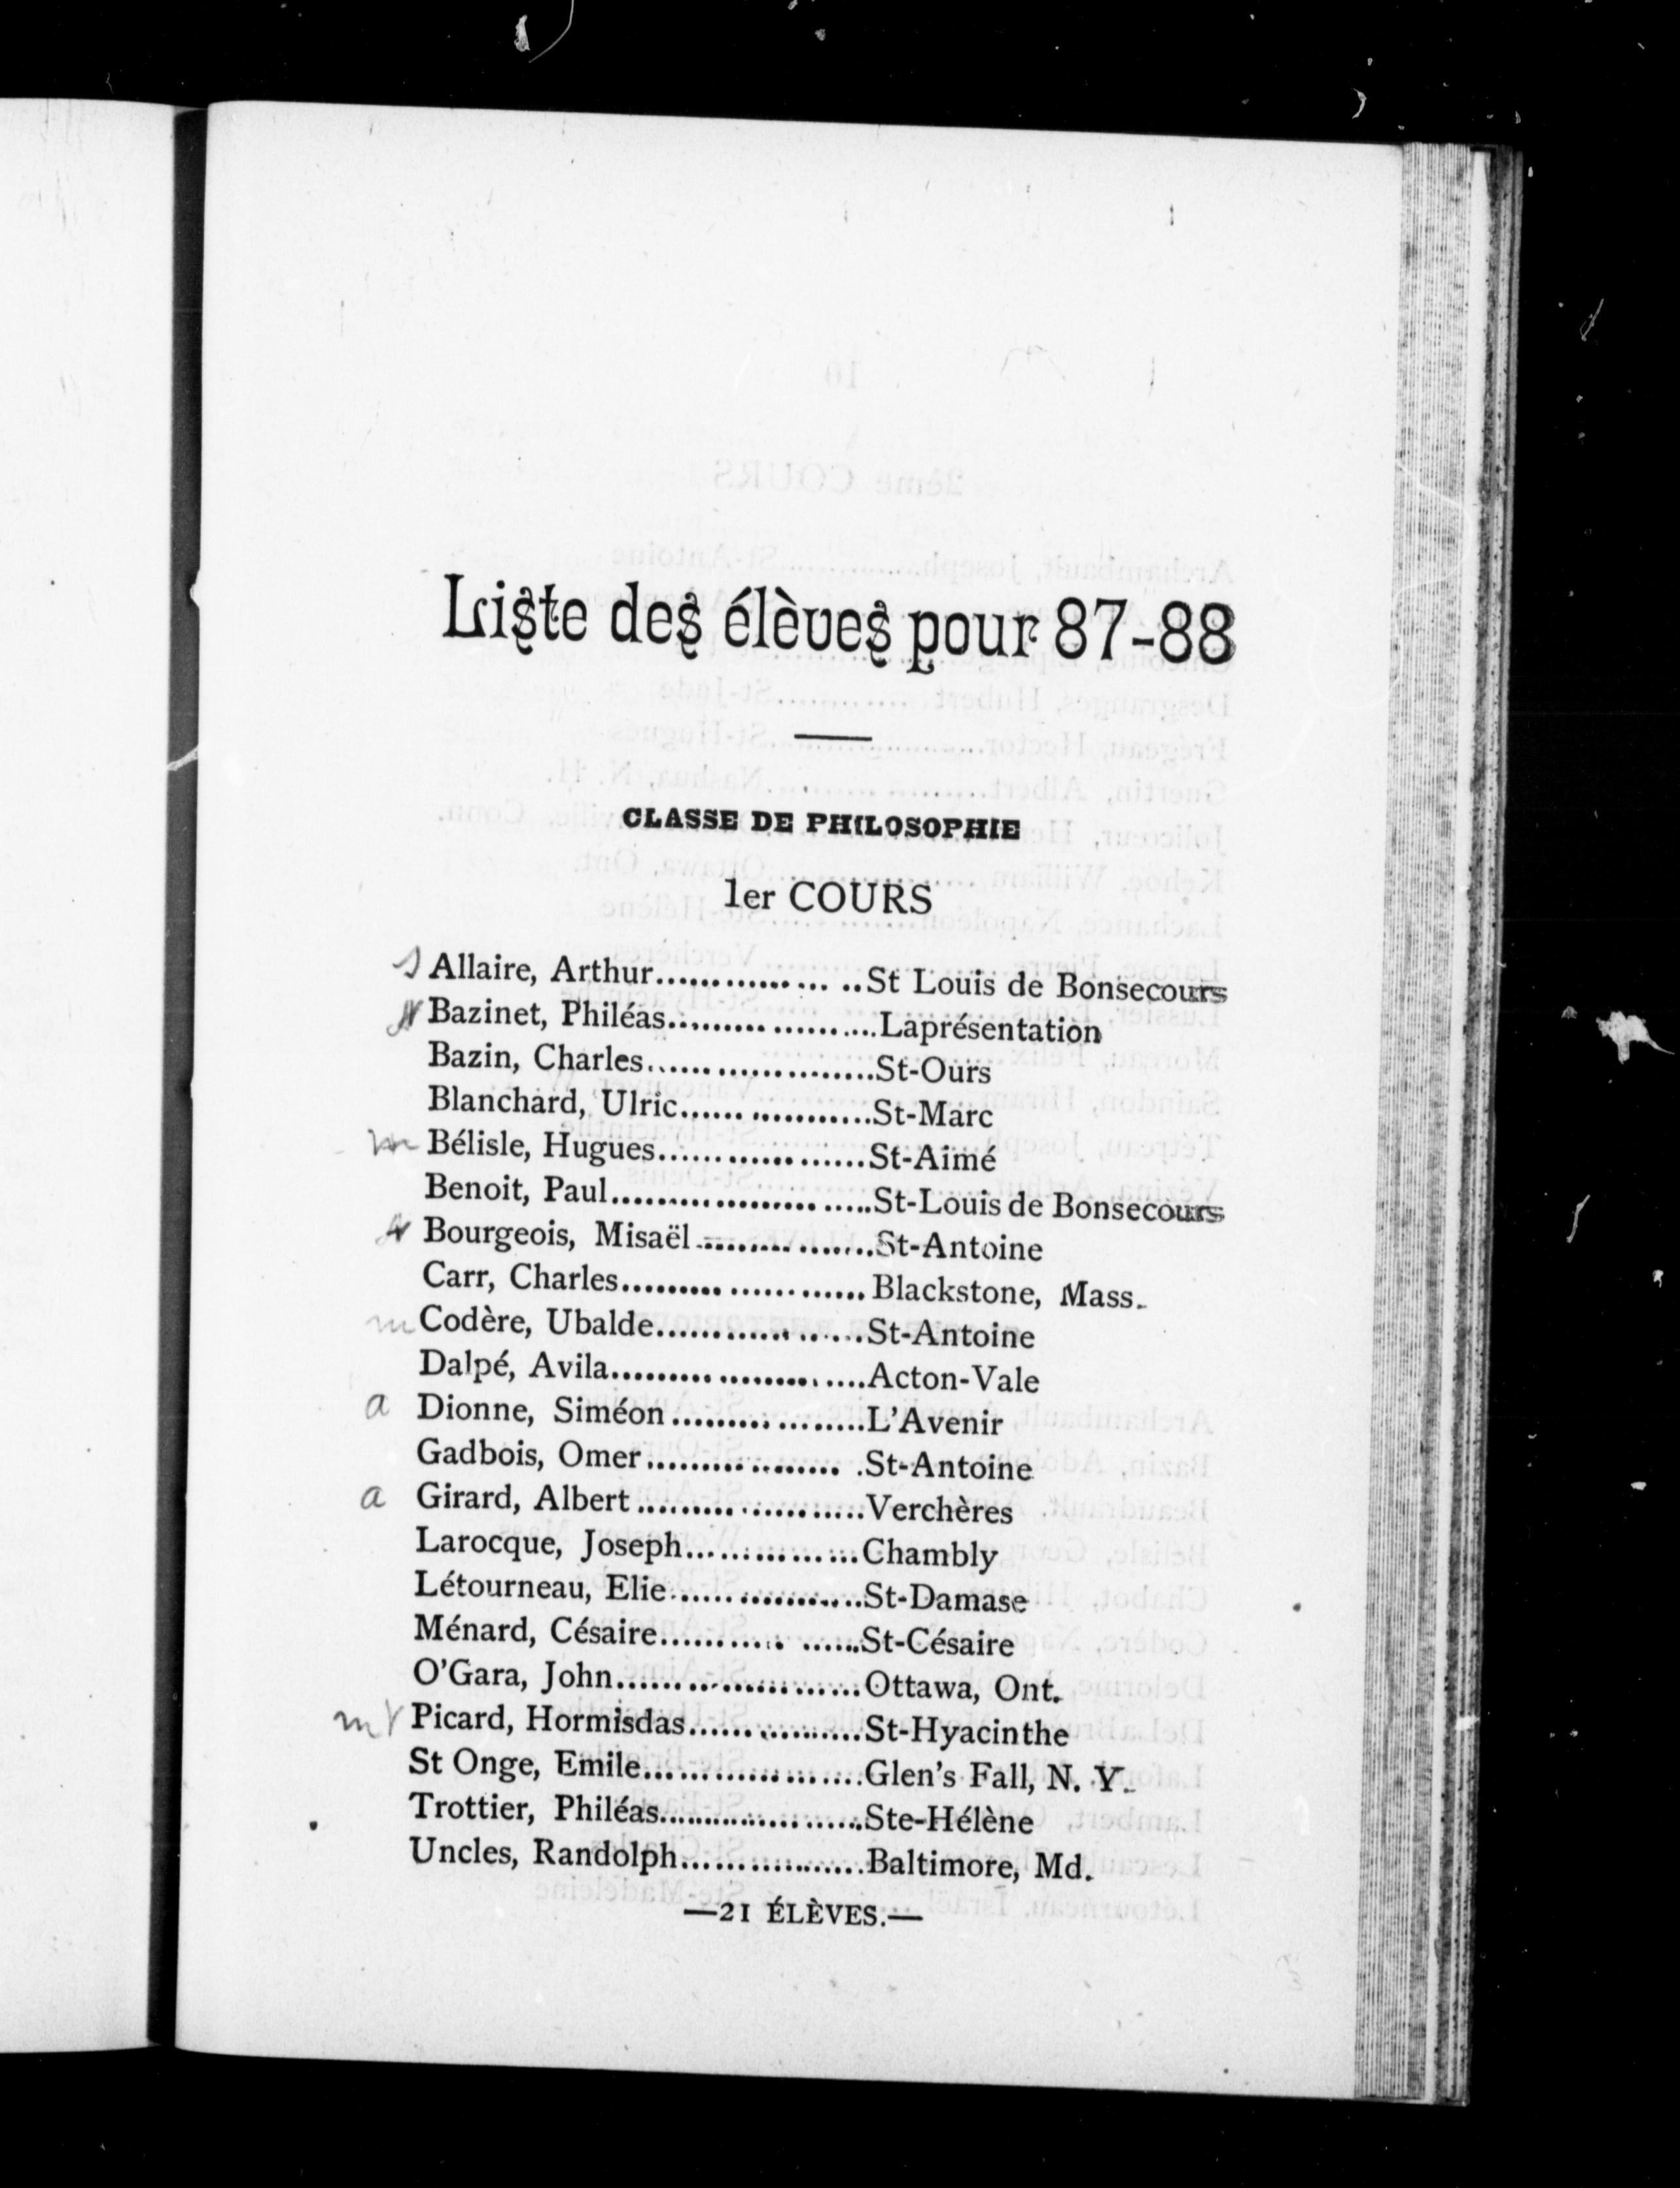 Liste des élèves pour 87-88
CLASSE DE PHILOSOPHIE
1er COURS
Allaire, Arthur.................St Louis de Bonsecours
Bazinet, Philéas...................Laprésentation
Bazin, Charles.....................St-Ours
Blanchard, Ulric..................St-Marc
m Bélisle, Hugues...................St-Aimé
Benoit, Paul........................St-Louis de Bonsecours
Bourgeois, Misaël.................St-Antoine
Carr, Charles......................Blackstone, Mass.
m Codère, Ubalde...................St-Antoine
Dalpé, Avila.......................Acton-Vale
a Dionne, Siméon..................L'Avenir
Gadbois, Omer..................St-Antoine
a Girard, Albert.....................Verchères
Larocque, Joseph................Chambly
Létourneau, Elie..................St-Damase
Ménard, Césaire.................St-Césaire
O'Gara, John......................Ottawa, Ont.
m Picard, Hormisdas................St-Hyacinthe
St Onge, Emile....................Glen's Fall, N. Y.
Trottier, Philéas...................Ste-Hélène
Uncles, Randolph.................Baltimore, Md.
—21 ÉLÈVES.—